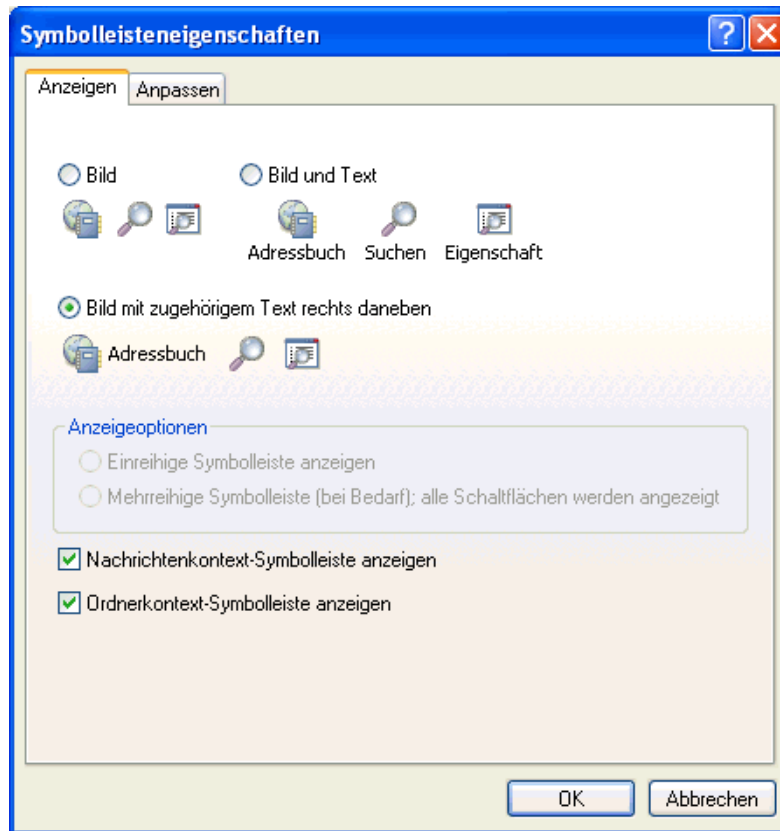 Symbolleisteneigenschaften
Anzeigen Anpassen
Bild Bild und Text
Adressbuch Suchen Eigenschaft
Bild mit zugehörigem Text rechts daneben
Adressbuch
Anzeigeoptionen
Einreihige Symbolleiste anzeigen
Mehrreihige Symbolleiste (bei Bedarf); alle Schaltflächen werden angezeigt
Nachrichtenkontext-Symbolleiste anzeigen
Ordnerkontext-Symbolleiste anzeigen
OK Abbrechen